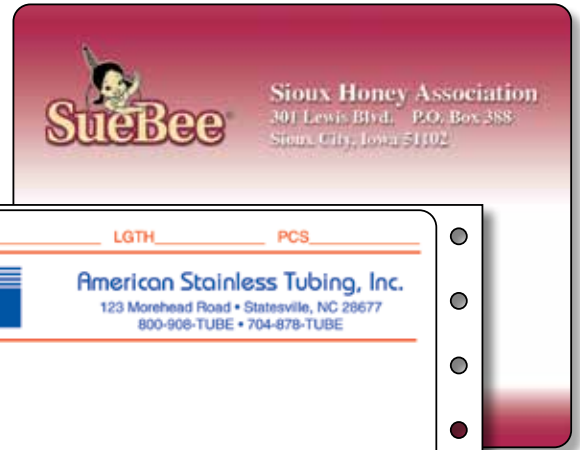 SueBee®
Sioux Honey Association
301 Lewis Blvd. P.O. Box 388
Sioux City, Iowa 51102
LGTH PCS
American Stainless Tubing, Inc.
123 Morehead Road • Statesville, NC 28677
800-908-TUBE • 704-878-TUBE